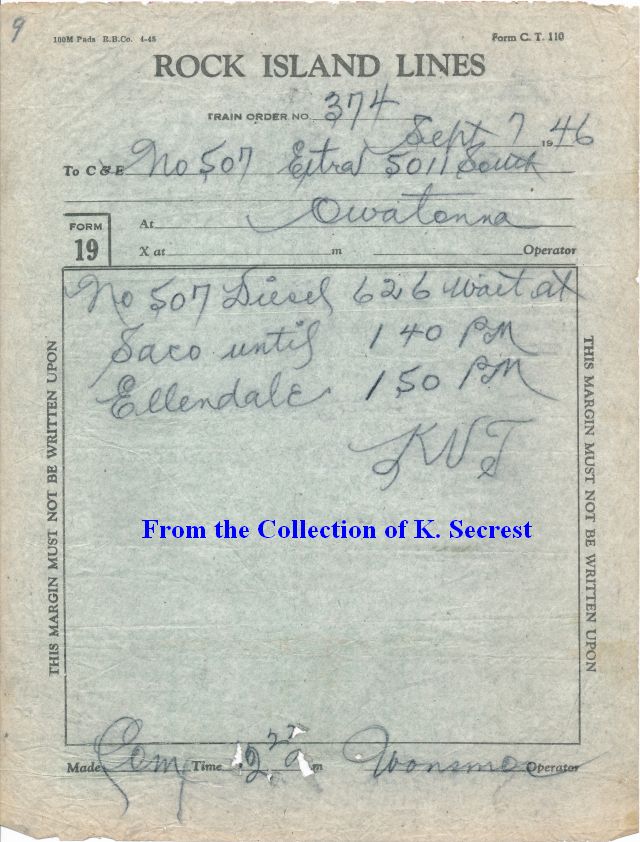 9
100M Pads R.B.Co. 4-45 Form C. T. 110
ROCK ISLAND LINES
TRAIN ORDER NO. 374
Sept 7 1946
To C & E No 507 Extra 5011 South
Owatonna
FORM 19
At
X at m Operator
No 507 Diesel 626 wait at
Saco until 1 40 PM
Ellendale 1 50 PM
KVT
From the Collection of K. Secrest
THIS MARGIN MUST NOT BE WRITTEN UPON
THIS MARGIN MUST NOT BE WRITTEN UPON
Made Com Time m Operator